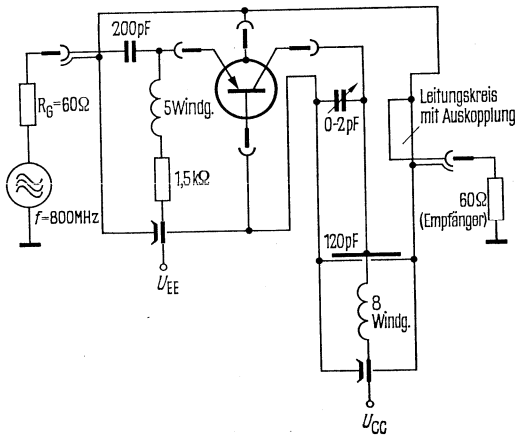 200pF
R_G=60Ω
5Windg.
0-2pF
Leitungskreis
mit Auskopplung
1,5kΩ
f=800MHz
60Ω
(Empfänger)
120pF
U_EE
8
Windg.
U_CC